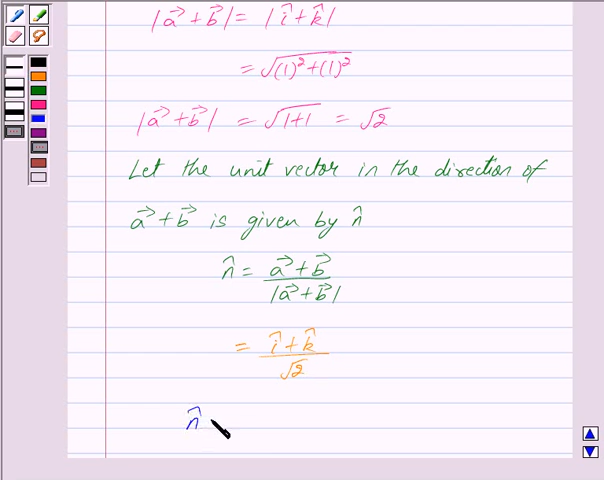 |a⃗+b⃗| = |î+k̂|
= √(1)²+(1)²
|a⃗+b⃗| = √1+1 = √2
Let the unit vector in the direction of
a⃗+b⃗ is given by n̂
n̂ = a⃗+b⃗ / |a⃗+b⃗|
= î+k̂ / √2
n̂